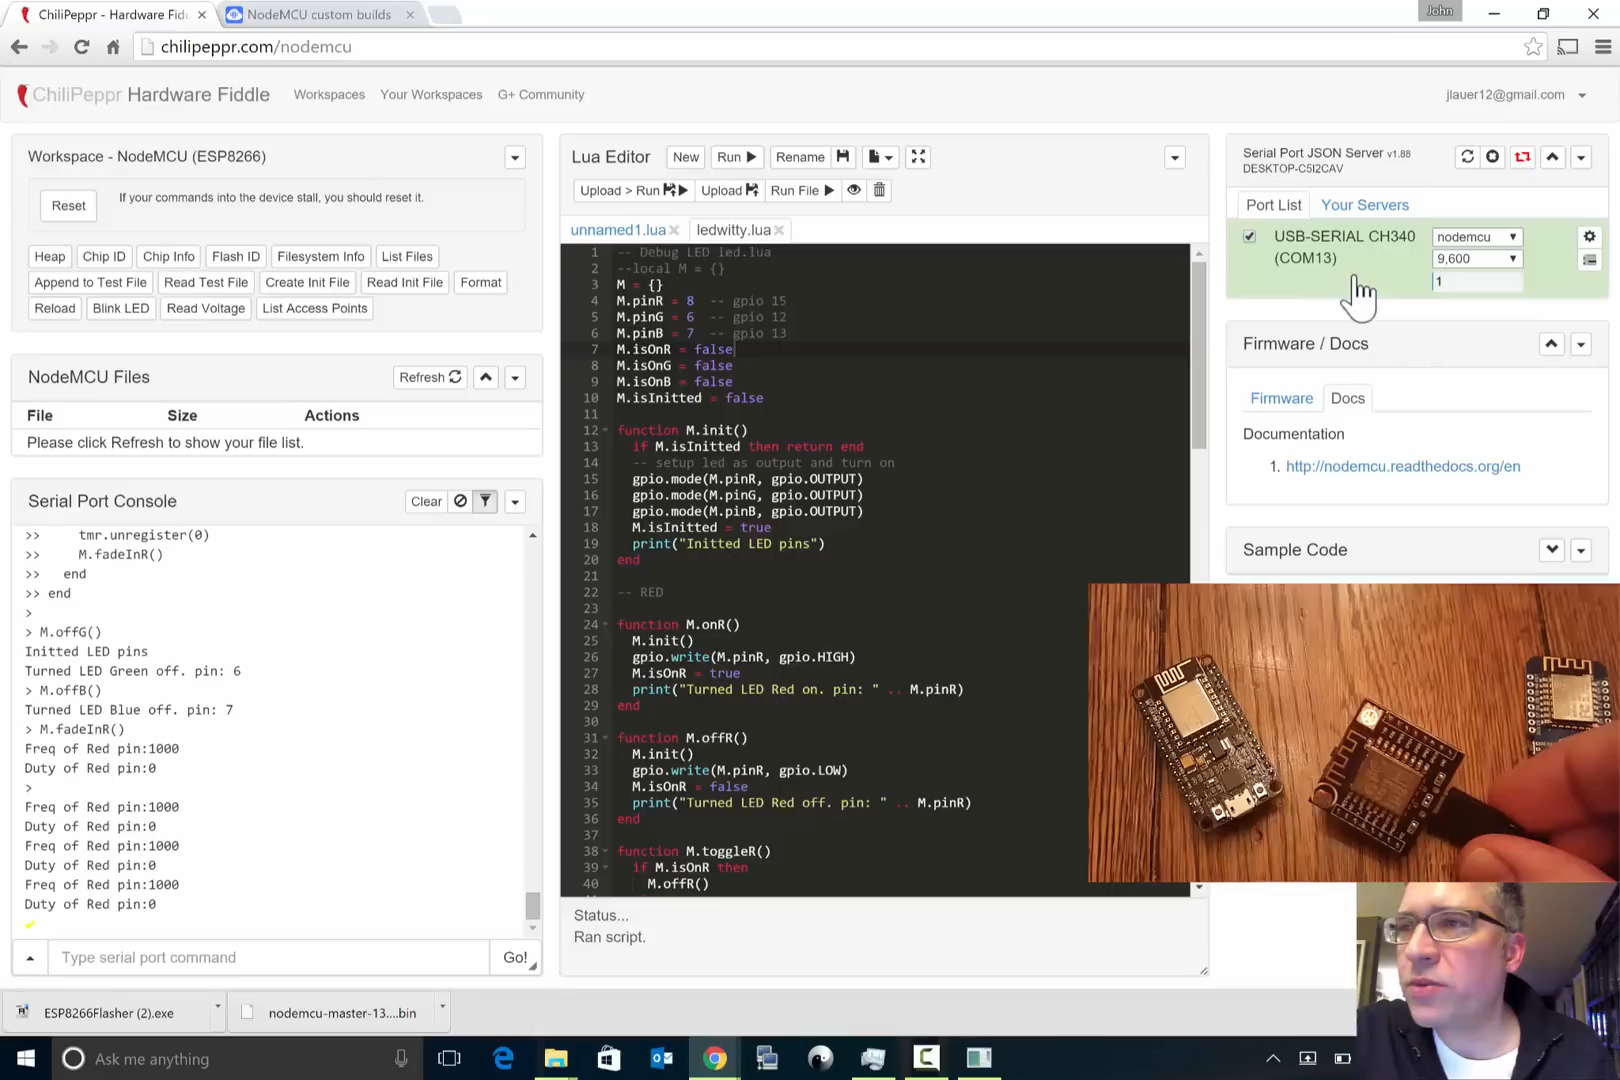 ChiliPeppr - Hardware Fidd
NodeMCU custom builds
John
chilipeppr.com/nodemcu
ChiliPeppr Hardware Fiddle
Workspaces
Your Workspaces
G+ Community
jlauer12@gmail.com
Workspace - NodeMCU (ESP8266)
Reset
If your commands into the device stall, you should reset it.
Heap
Chip ID
Chip Info
Flash ID
Filesystem Info
List Files
Append to Test File
Read Test File
Create Init File
Read Init File
Format
Reload
Blink LED
Read Voltage
List Access Points
NodeMCU Files
Refresh
File
Size
Actions
Please click Refresh to show your file list.
Serial Port Console
Clear
>> tmr.unregister(0)
>> M.fadeInR()
>> end
>> end
>
> M.offG()
Initted LED pins
Turned LED Green off. pin: 6
> M.offB()
Turned LED Blue off. pin: 7
> M.fadeInR()
Freq of Red pin:1000
Duty of Red pin:0
>
Freq of Red pin:1000
Duty of Red pin:0
Freq of Red pin:1000
Duty of Red pin:0
Freq of Red pin:1000
Duty of Red pin:0
Type serial port command
Go!
Lua Editor
New
Run
Rename
Upload > Run
Upload
Run File
unnamed1.lua
ledwitty.lua
1 -- Debug LED led.lua
2 --local M = {}
3 M = {}
4 M.pinR = 8 -- gpio 15
5 M.pinG = 6 -- gpio 12
6 M.pinB = 7 -- gpio 13
7 M.isOnR = false
8 M.isOnG = false
9 M.isOnB = false
10 M.isInitted = false
11
12 function M.init()
13 if M.isInitted then return end
14 -- setup led as output and turn on
15 gpio.mode(M.pinR, gpio.OUTPUT)
16 gpio.mode(M.pinG, gpio.OUTPUT)
17 gpio.mode(M.pinB, gpio.OUTPUT)
18 M.isInitted = true
19 print("Initted LED pins")
20 end
21
22 -- RED
23
24 function M.onR()
25 M.init()
26 gpio.write(M.pinR, gpio.HIGH)
27 M.isOnR = true
28 print("Turned LED Red on. pin: " .. M.pinR)
29 end
30
31 function M.offR()
32 M.init()
33 gpio.write(M.pinR, gpio.LOW)
34 M.isOnR = false
35 print("Turned LED Red off. pin: " .. M.pinR)
36 end
37
38 function M.toggleR()
39 if M.isOnR then
40 M.offR()
Status...
Ran script.
Serial Port JSON Server v1.88
DESKTOP-C5I2CAV
Port List
Your Servers
USB-SERIAL CH340
(COM13)
nodemcu
9,600
1
Firmware / Docs
Firmware
Docs
Documentation
1. http://nodemcu.readthedocs.org/en
Sample Code
ESP8266Flasher (2).exe
nodemcu-master-13....bin
Ask me anything